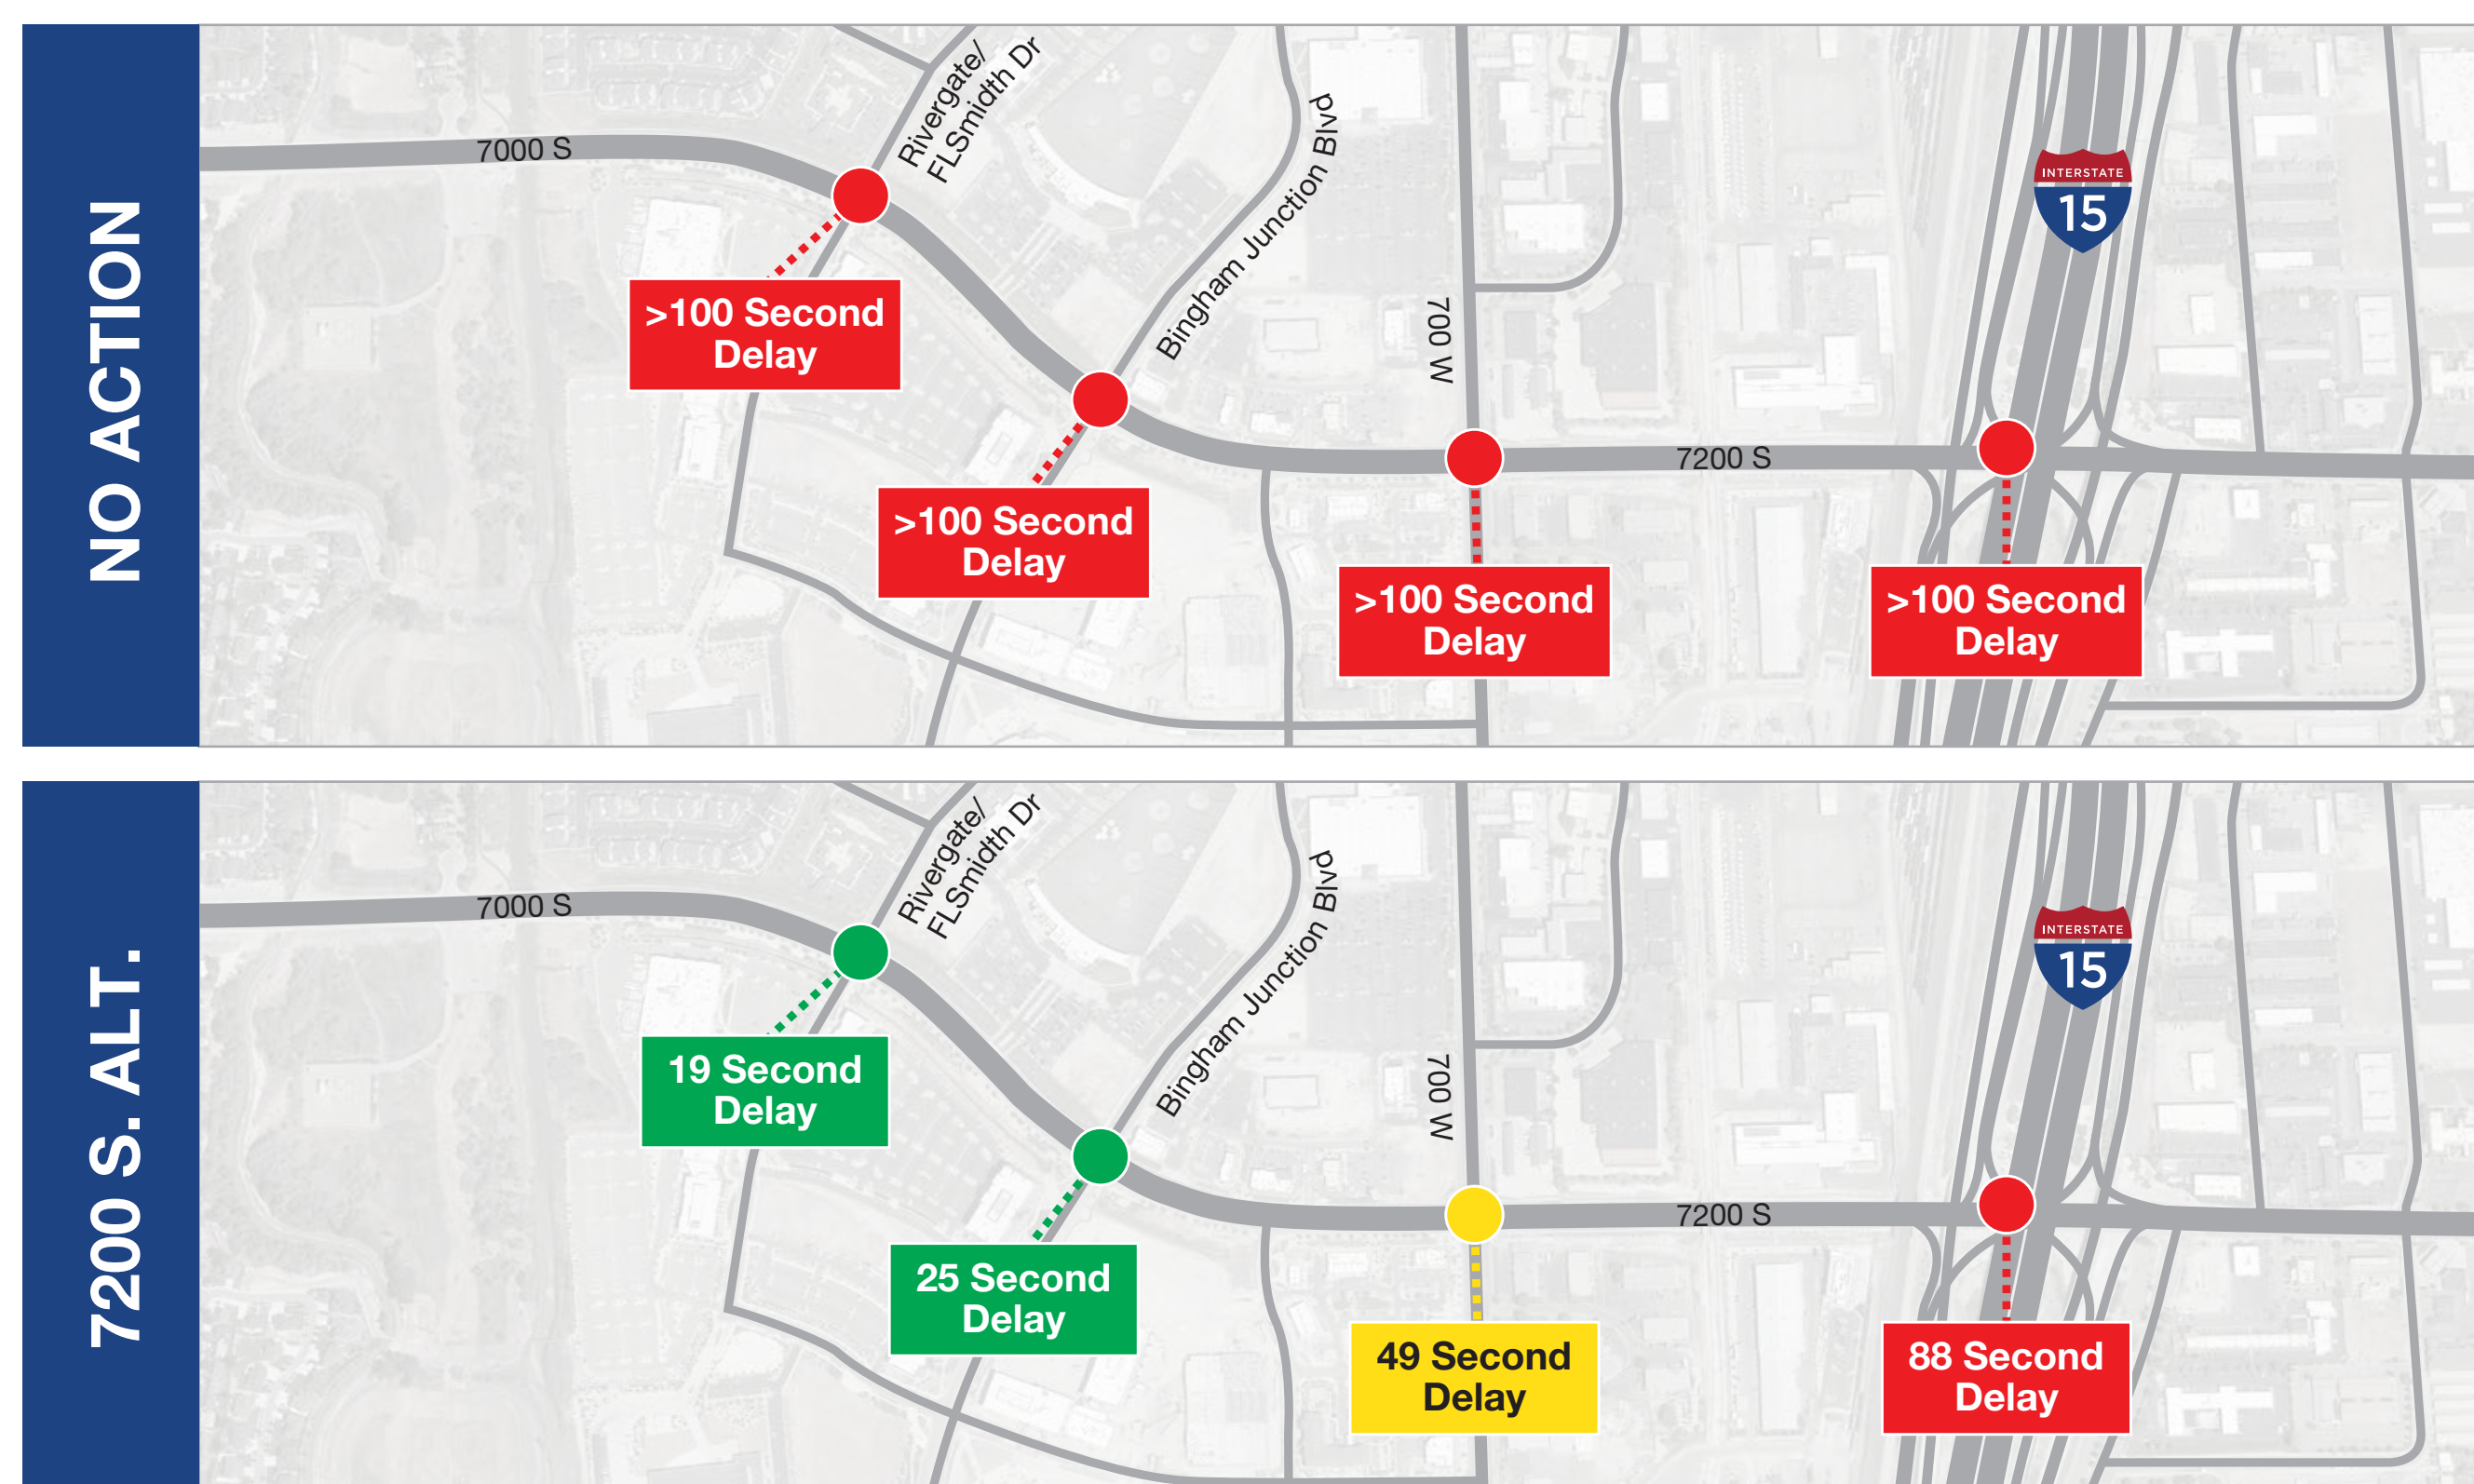 NO ACTION
7000 S
Rivergate/
FLSmidth Dr
Bingham Junction Blvd
700 W
7200 S
INTERSTATE
15
>100 Second
Delay
>100 Second
Delay
>100 Second
Delay
>100 Second
Delay
7200 S. ALT.
7000 S
Rivergate/
FLSmidth Dr
Bingham Junction Blvd
700 W
7200 S
INTERSTATE
15
19 Second
Delay
25 Second
Delay
49 Second
Delay
88 Second
Delay